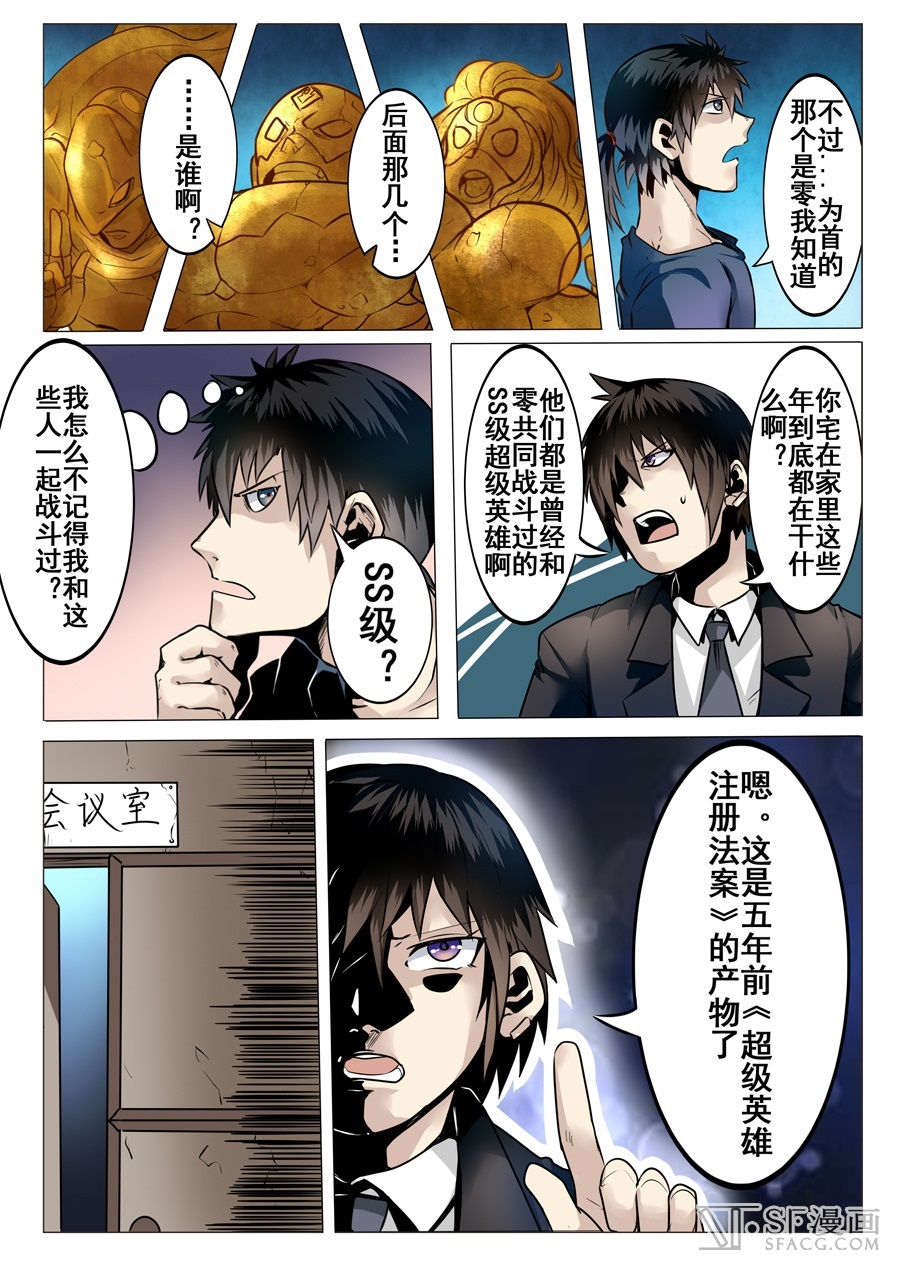 不过…为首的
那个是零我知道
后面那几个…
……是谁啊？
你宅在家里这些
年到底都在干什
么啊？
他们都是曾经和
零共同战斗过的
SS级超级英雄啊
SS级？
我怎么不记得我和这
些人一起战斗过？
会议室
嗯。这是五年前《超级英雄
注册法案》的产物了
SF漫画
SFACG.COM